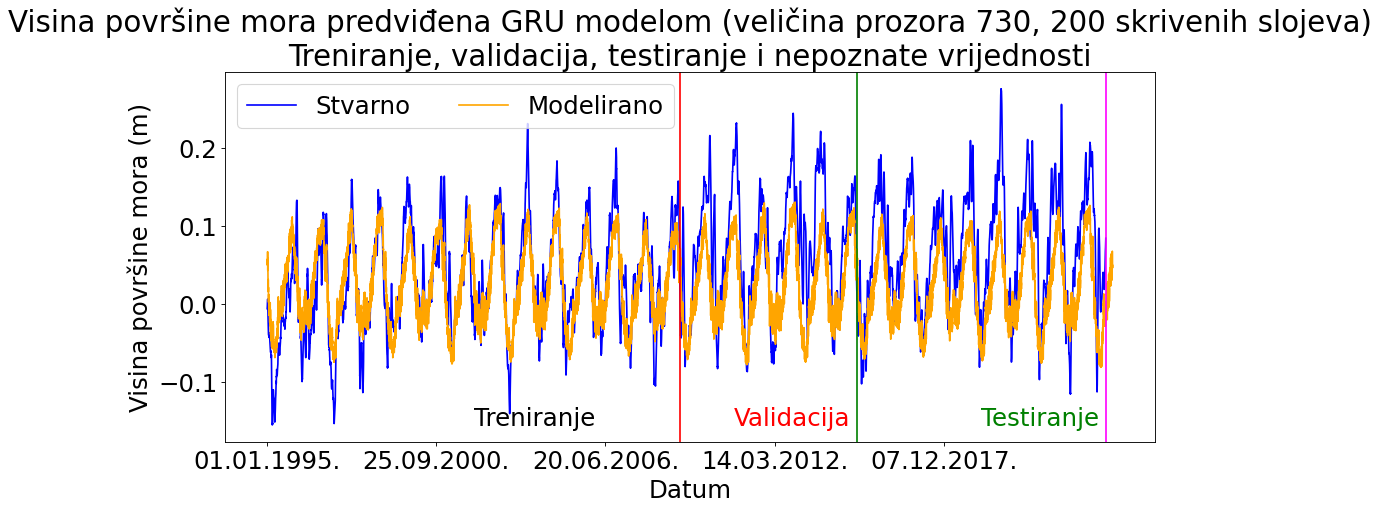 Visina površine mora predviđena GRU modelom (veličina prozora 730, 200 skrivenih slojeva)
Treniranje, validacija, testiranje i nepoznate vrijednosti
Stvarno
Modelirano
Visina površine mora (m)
0.2
0.1
0.0
−0.1
Treniranje
Validacija
Testiranje
01.01.1995.
25.09.2000.
20.06.2006.
14.03.2012.
07.12.2017.
Datum